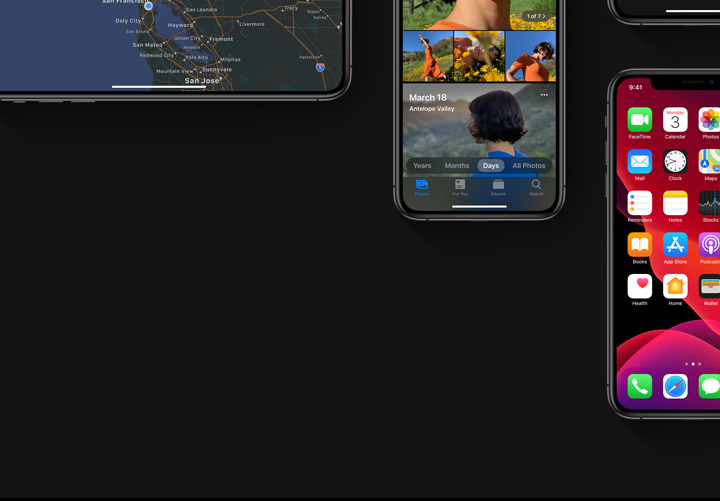 San Francisco
Daly City
San Bruno
San Mateo
Redwood City
Mountain View
Hayward
Union City
Newark
Palo Alto
Sunnyvale
San Jose
San Leandro
Fremont
Milpitas
Livermore
Tracy
Patterson
1 of 7 >
March 18
Antelope Valley
Years Months Days All Photos
Photos For You Albums Search
9:41
Monday
3
FaceTime Calendar Photos
Mail Clock Maps
Reminders Notes Stocks
Books App Store Podcasts
Health Home Wallet